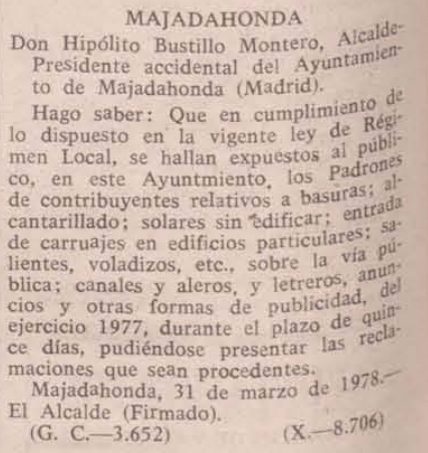 MAJADAHONDA
Don Hipólito Bustillo Montero, Alcalde-
Presidente accidental del Ayuntamien-
to de Majadahonda (Madrid).
Hago saber: Que en cumplimiento de
lo dispuesto en la vigente ley de Régi-
men Local, se hallan expuestos al públi-
co, en este Ayuntmiento, los Padrones
de contribuyentes relativos a basuras; al-
cantarillado; solares sin edificar; entrada
de carruajes en edificios particulares; sa-
lientes, voladizos, etc., sobre la vía pú-
blica; canales y aleros, y letreros, anun-
cios y otras formas de publicidad, del
ejercicio 1977, durante el plazo de quin-
ce días, pudiéndose presentar las recla-
maciones que sean procedentes.
Majadahonda, 31 de marzo de 1978.—
El Alcalde (Firmado).
(G. C.—3.652) (X.—8.706)